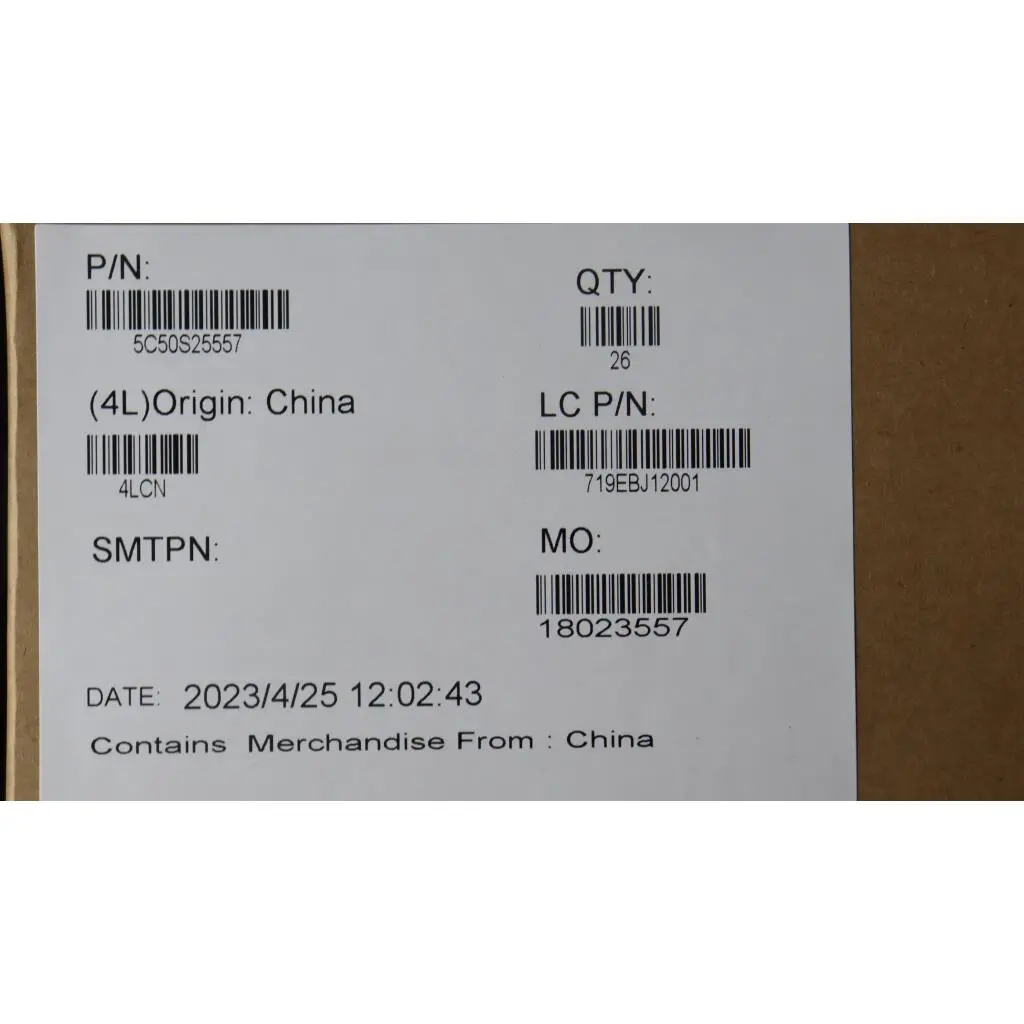 P/N:
5C50S25557
QTY:
26
(4L)Origin: China
4LCN
LC P/N:
719EBJ12001
SMTPN:
MO:
18023557
DATE: 2023/4/25 12:02:43
Contains Merchandise From : China